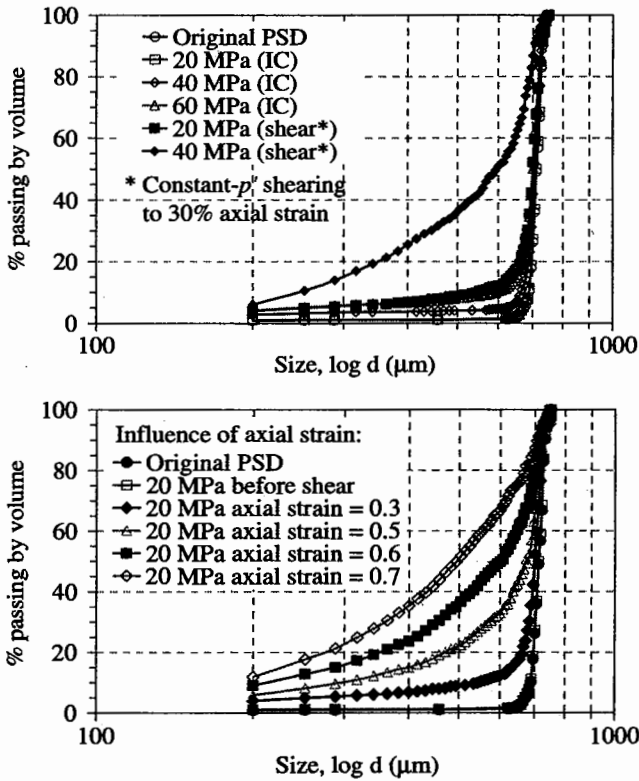 100
80
60
40
20
0
% passing by volume
Original PSD
20 MPa (IC)
40 MPa (IC)
60 MPa (IC)
20 MPa (shear*)
40 MPa (shear*)
* Constant-p' shearing
to 30% axial strain
100
1000
Size, log d (μm)
100
80
60
40
20
0
% passing by volume
Influence of axial strain:
Original PSD
20 MPa before shear
20 MPa axial strain = 0.3
20 MPa axial strain = 0.5
20 MPa axial strain = 0.6
20 MPa axial strain = 0.7
100
1000
Size, log d (μm)